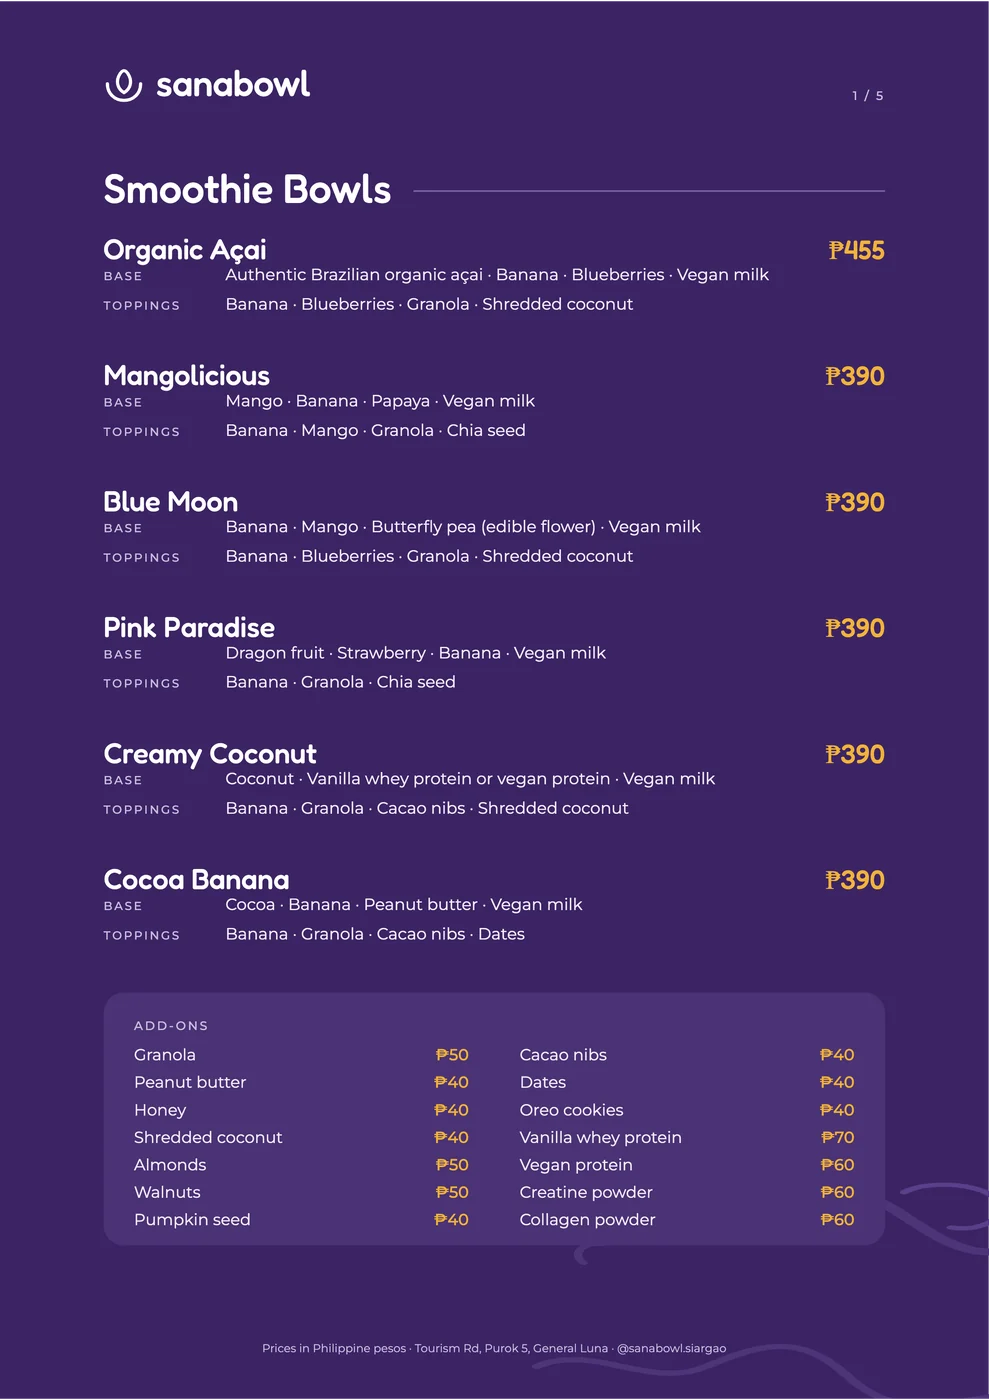 sanabowl
1 / 5
Smoothie Bowls
Organic Açai ₱455
BASE Authentic Brazilian organic açai · Banana · Blueberries · Vegan milk
TOPPINGS Banana · Blueberries · Granola · Shredded coconut
Mangolicious ₱390
BASE Mango · Banana · Papaya · Vegan milk
TOPPINGS Banana · Mango · Granola · Chia seed
Blue Moon ₱390
BASE Banana · Mango · Butterfly pea (edible flower) · Vegan milk
TOPPINGS Banana · Blueberries · Granola · Shredded coconut
Pink Paradise ₱390
BASE Dragon fruit · Strawberry · Banana · Vegan milk
TOPPINGS Banana · Granola · Chia seed
Creamy Coconut ₱390
BASE Coconut · Vanilla whey protein or vegan protein · Vegan milk
TOPPINGS Banana · Granola · Cacao nibs · Shredded coconut
Cocoa Banana ₱390
BASE Cocoa · Banana · Peanut butter · Vegan milk
TOPPINGS Banana · Granola · Cacao nibs · Dates
ADD-ONS
Granola ₱50
Peanut butter ₱40
Honey ₱40
Shredded coconut ₱40
Almonds ₱50
Walnuts ₱50
Pumpkin seed ₱40
Cacao nibs ₱40
Dates ₱40
Oreo cookies ₱40
Vanilla whey protein ₱70
Vegan protein ₱60
Creatine powder ₱60
Collagen powder ₱60
Prices in Philippine pesos · Tourism Rd, Purok 5, General Luna · @sanabowl.siargao